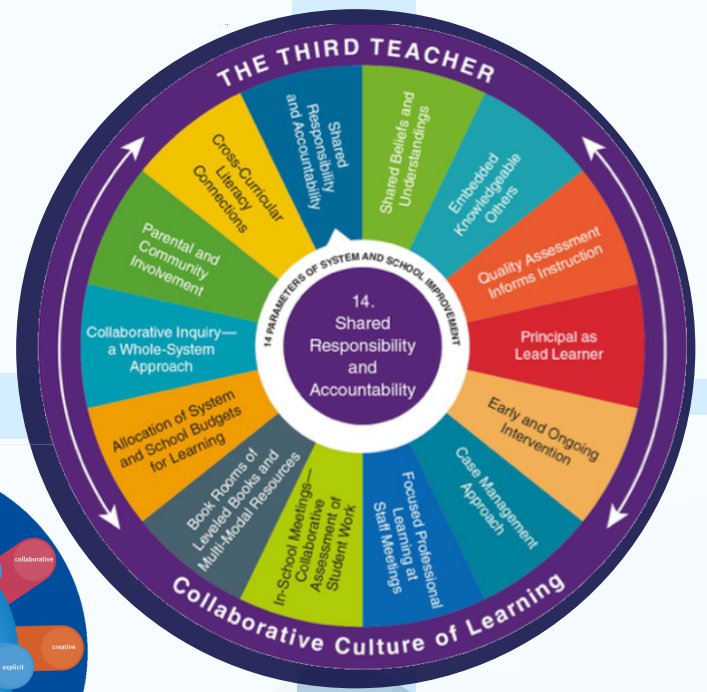 THE THIRD TEACHER
Shared Beliefs and
Understandings
Embedded
Knowledgeable
Others
Quality Assessment
Informs Instruction
Principal as
Lead Learner
Early and Ongoing
Intervention
Case Management
Approach
Focused Professional
Learning at
Staff Meetings
In-School Meetings—
Collaborative
Assessment of
Student Work
Book Rooms of
Leveled Books and
Multi-Modal Resources
Allocation of System
and School Budgets
for Learning
Collaborative Inquiry—
a Whole-System
Approach
Parental and
Community
Involvement
Cross-Curricular
Literacy
Connections
Shared
Responsibility
and Accountability
14 PARAMETERS OF SYSTEM AND SCHOOL IMPROVEMENT
14.
Shared
Responsibility
and
Accountability
Collaborative Culture of Learning
collaborative
creative
explicit